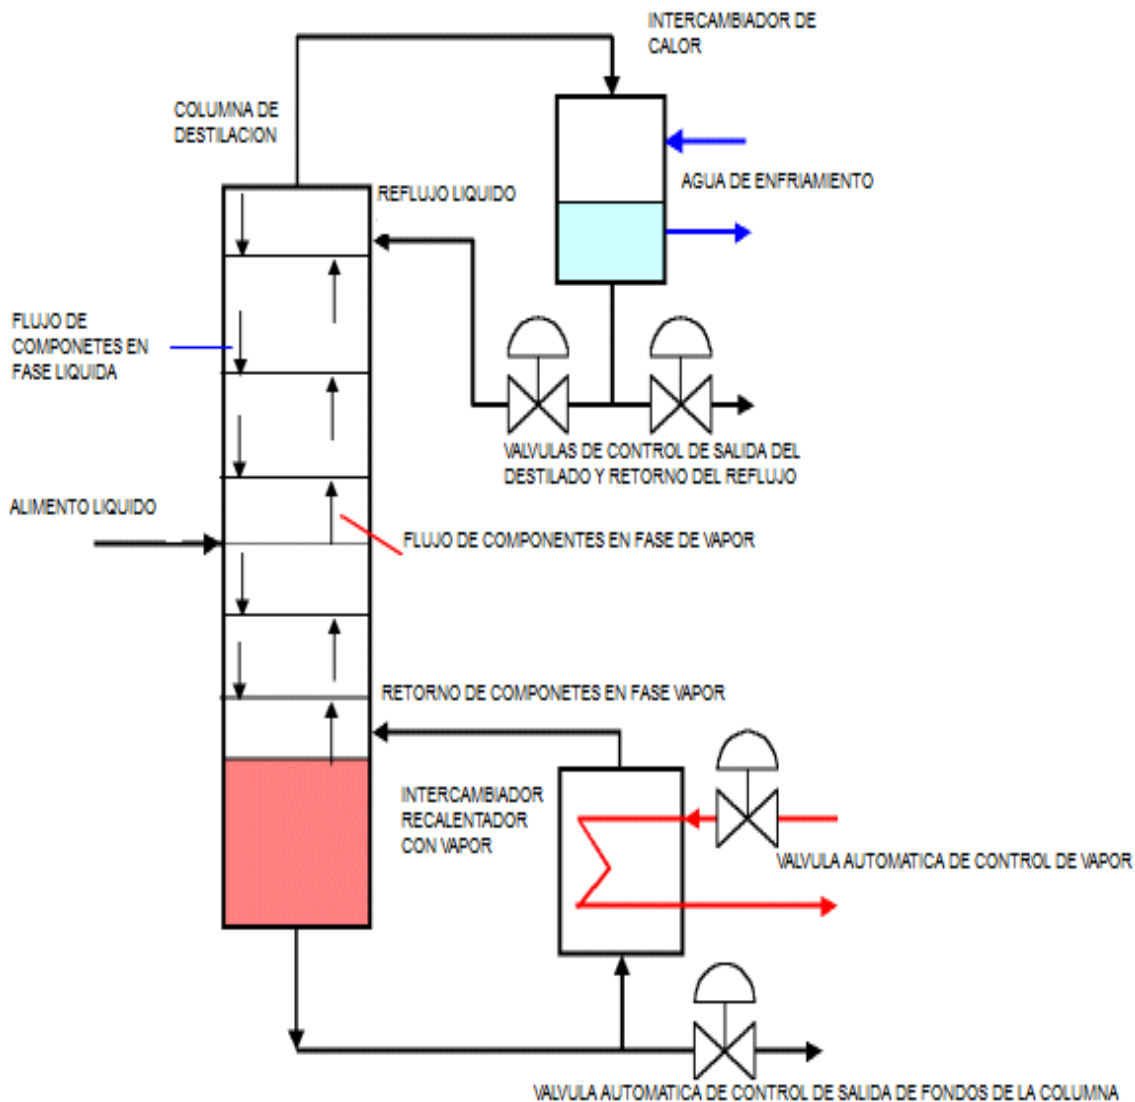 INTERCAMBIADOR DE
CALOR
COLUMNA DE
DESTILACION
AGUA DE ENFRIAMIENTO
REFLUJO LIQUIDO
FLUJO DE
COMPONETES EN
FASE LIQUIDA
VALVULAS DE CONTROL DE SALIDA DEL
DESTILADO Y RETORNO DEL REFLUJO
ALIMENTO LIQUIDO
FLUJO DE COMPONENTES EN FASE DE VAPOR
RETORNO DE COMPONETES EN FASE VAPOR
INTERCAMBIADOR
RECALENTADOR
CON VAPOR
VALVULA AUTOMATICA DE CONTROL DE VAPOR
VALVULA AUTOMATICA DE CONTROL DE SALIDA DE FONDOS DE LA COLUMNA